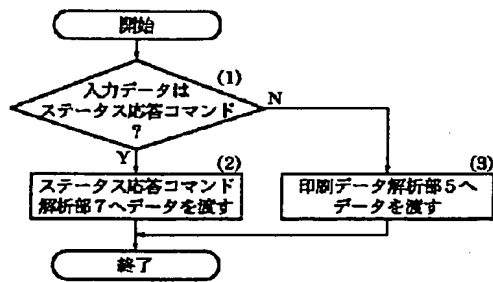 開始
(1)
入力データは
ステータス応答コマンド
?
N
Y
(2)
ステータス応答コマンド
解析部7へデータを渡す
(3)
印刷データ解析部5へ
データを渡す
終了